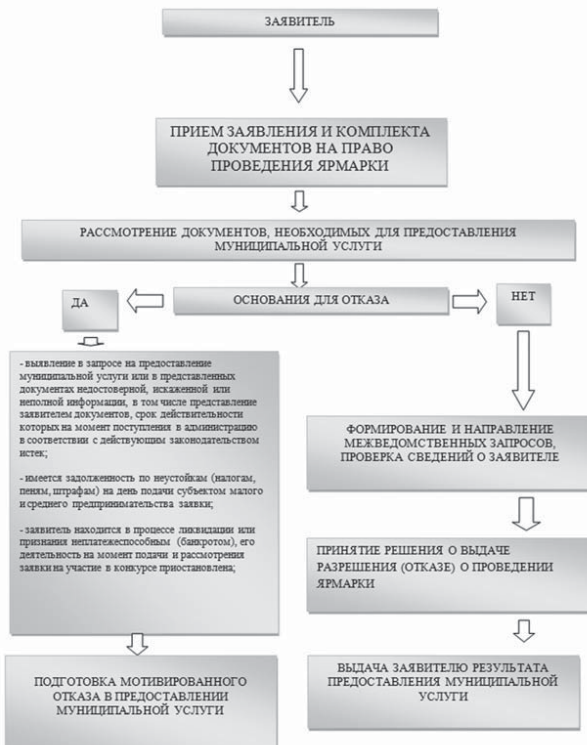 ЗАЯВИТЕЛЬ
ПРИЕМ ЗАЯВЛЕНИЯ И КОМПЛЕКТА
ДОКУМЕНТОВ НА ПРАВО
ПРОВЕДЕНИЯ ЯРМАРКИ
РАССМОТРЕНИЕ ДОКУМЕНТОВ, НЕОБХОДИМЫХ ДЛЯ ПРЕДОСТАВЛЕНИЯ
МУНИЦИПАЛЬНОЙ УСЛУГИ
ДА
ОСНОВАНИЯ ДЛЯ ОТКАЗА
НЕТ
- выявление в запросе на предоставление
муниципальной услуги или в представленных
документах недостоверной, искаженной или
неполной информации, в том числе представление
заявителем документов, срок действительности
которых на момент поступления в администрацию
в соответствии с действующим законодательством
истек;
- имеется задолженность по неустойкам (налогам,
пеням, штрафам) на день подачи субъектом малого
и среднего предпринимательства заявки;
- заявитель находится в процессе ликвидации или
признания неплатежеспособным (банкротом), его
деятельность на момент подачи и рассмотрения
заявки на участие в конкурсе приостановлена;
ПОДГОТОВКА МОТИВИРОВАННОГО
ОТКАЗА В ПРЕДОСТАВЛЕНИИ
МУНИЦИПАЛЬНОЙ УСЛУГИ
ФОРМИРОВАНИЕ И НАПРАВЛЕНИЕ
МЕЖВЕДОМСТВЕННЫХ ЗАПРОСОВ,
ПРОВЕРКА СВЕДЕНИЙ О ЗАЯВИТЕЛЕ
ПРИНЯТИЕ РЕШЕНИЯ О ВЫДАЧЕ
РАЗРЕШЕНИЯ (ОТКАЗЕ) О ПРОВЕДЕНИИ
ЯРМАРКИ
ВЫДАЧА ЗАЯВИТЕЛЮ РЕЗУЛЬТАТА
ПРЕДОСТАВЛЕНИЯ МУНИЦИПАЛЬНОЙ
УСЛУГИ